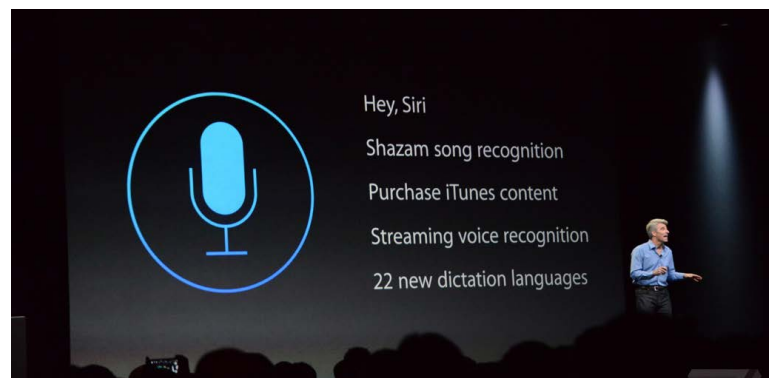 Hey, Siri
Shazam song recognition
Purchase iTunes content
Streaming voice recognition
22 new dictation languages